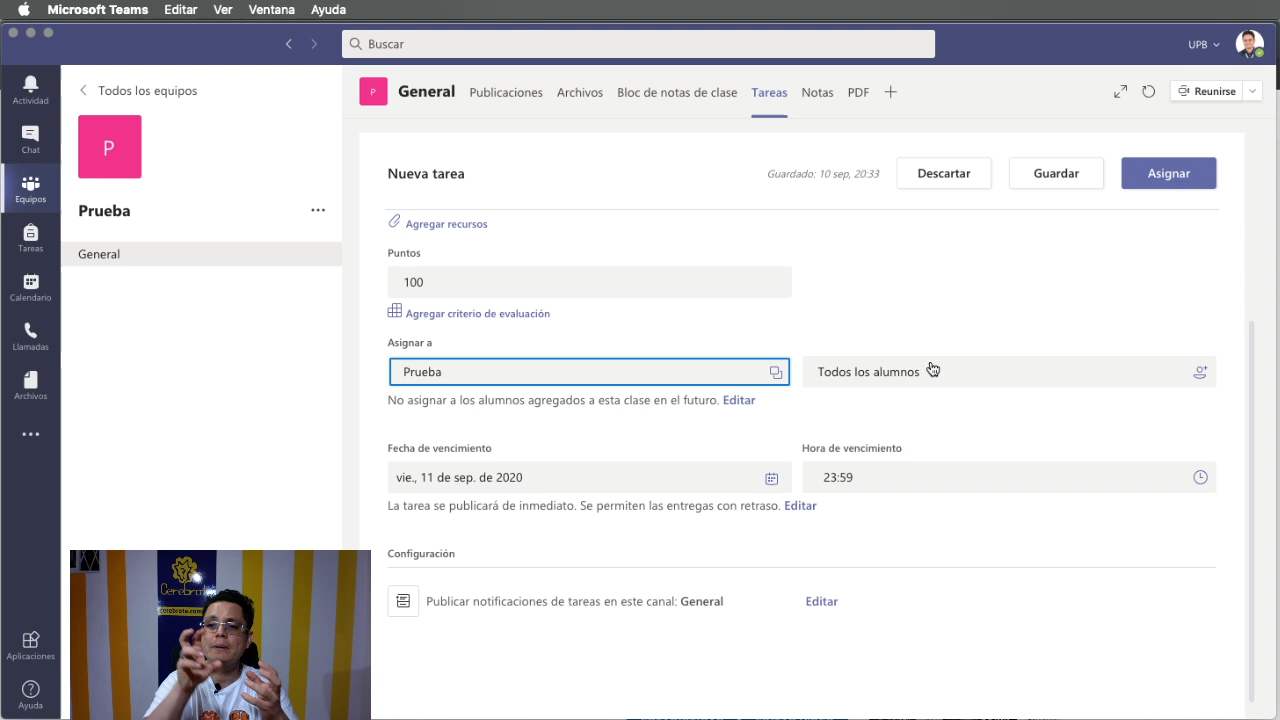 Microsoft Teams Editar Ver Ventana Ayuda
Buscar
UPB
Actividad
Chat
Equipos
Tareas
Calendario
Llamadas
Archivos
Aplicaciones
Ayuda
Todos los equipos
P
Prueba
General
P
General Publicaciones Archivos Bloc de notas de clase Tareas Notas PDF
Reunirse
Nueva tarea
Guardado: 10 sep, 20:33
Descartar
Guardar
Asignar
Agregar recursos
Puntos
100
Agregar criterio de evaluación
Asignar a
Prueba
Todos los alumnos
No asignar a los alumnos agregados a esta clase en el futuro. Editar
Fecha de vencimiento
Hora de vencimiento
vie., 11 de sep. de 2020
23:59
La tarea se publicará de inmediato. Se permiten las entregas con retraso. Editar
Configuración
Publicar notificaciones de tareas en este canal: General
Editar
Cerebrote
cerebrote.com